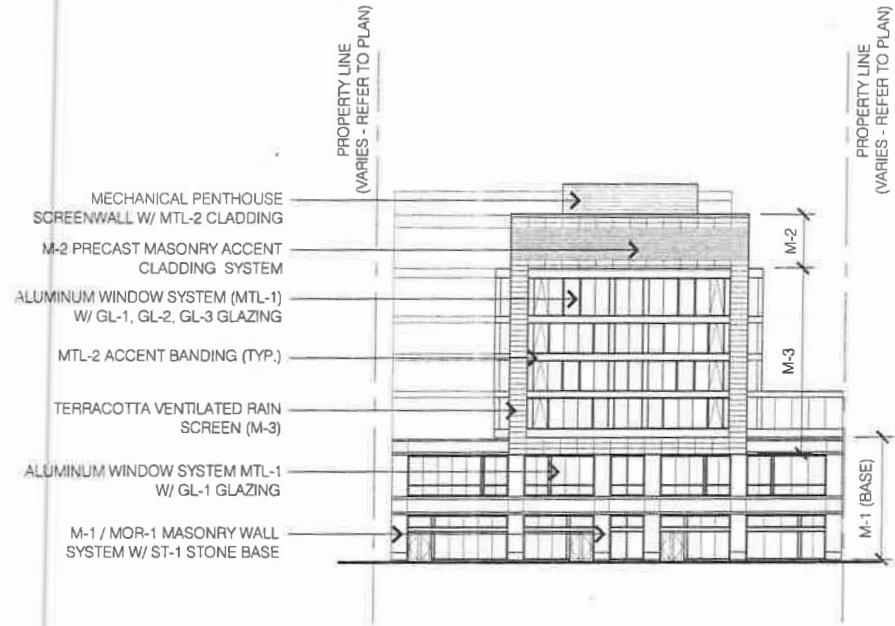 PROPERTY LINE
(VARIES - REFER TO PLAN)
PROPERTY LINE
(VARIES - REFER TO PLAN)
MECHANICAL PENTHOUSE
SCREENWALL W/ MTL-2 CLADDING
M-2 PRECAST MASONRY ACCENT
CLADDING SYSTEM
ALUMINUM WINDOW SYSTEM (MTL-1)
W/ GL-1, GL-2, GL-3 GLAZING
MTL-2 ACCENT BANDING (TYP.)
TERRACOTTA VENTILATED RAIN
SCREEN (M-3)
ALUMINUM WINDOW SYSTEM MTL-1
W/ GL-1 GLAZING
M-1 / MOR-1 MASONRY WALL
SYSTEM W/ ST-1 STONE BASE
M-2
M-3
M-1 (BASE)